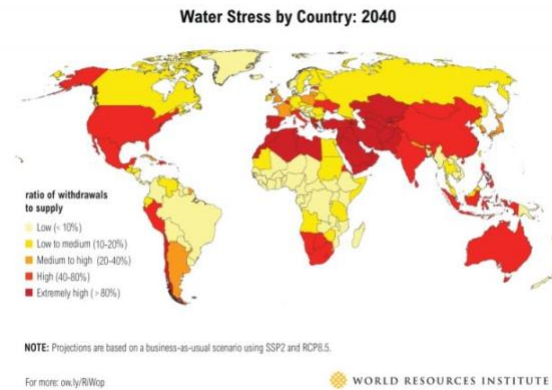 Water Stress by Country: 2040
ratio of withdrawals
to supply
Low (< 10%)
Low to medium (10-20%)
Medium to high (20-40%)
High (40-80%)
Extremely high (> 80%)
NOTE: Projections are based on a business-as-usual scenario using SSP2 and RCP8.5.
For more: ow.ly/RiWop
WORLD RESOURCES INSTITUTE